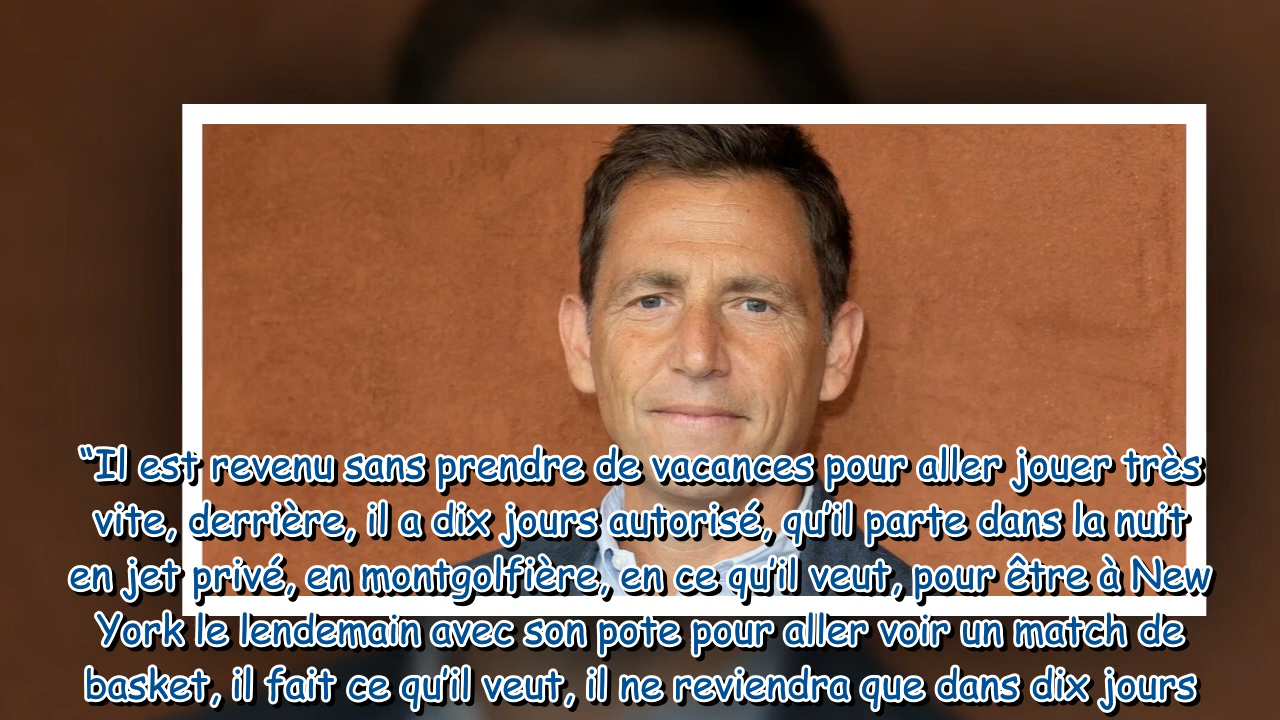 “Il est revenu sans prendre de vacances pour aller jouer très
vite, derrière, il a dix jours autorisé, qu’il parte dans la nuit
en jet privé, en montgolfière, en ce qu’il veut, pour être à New
York le lendemain avec son pote pour aller voir un match de
basket, il fait ce qu’il veut, il ne reviendra que dans dix jours